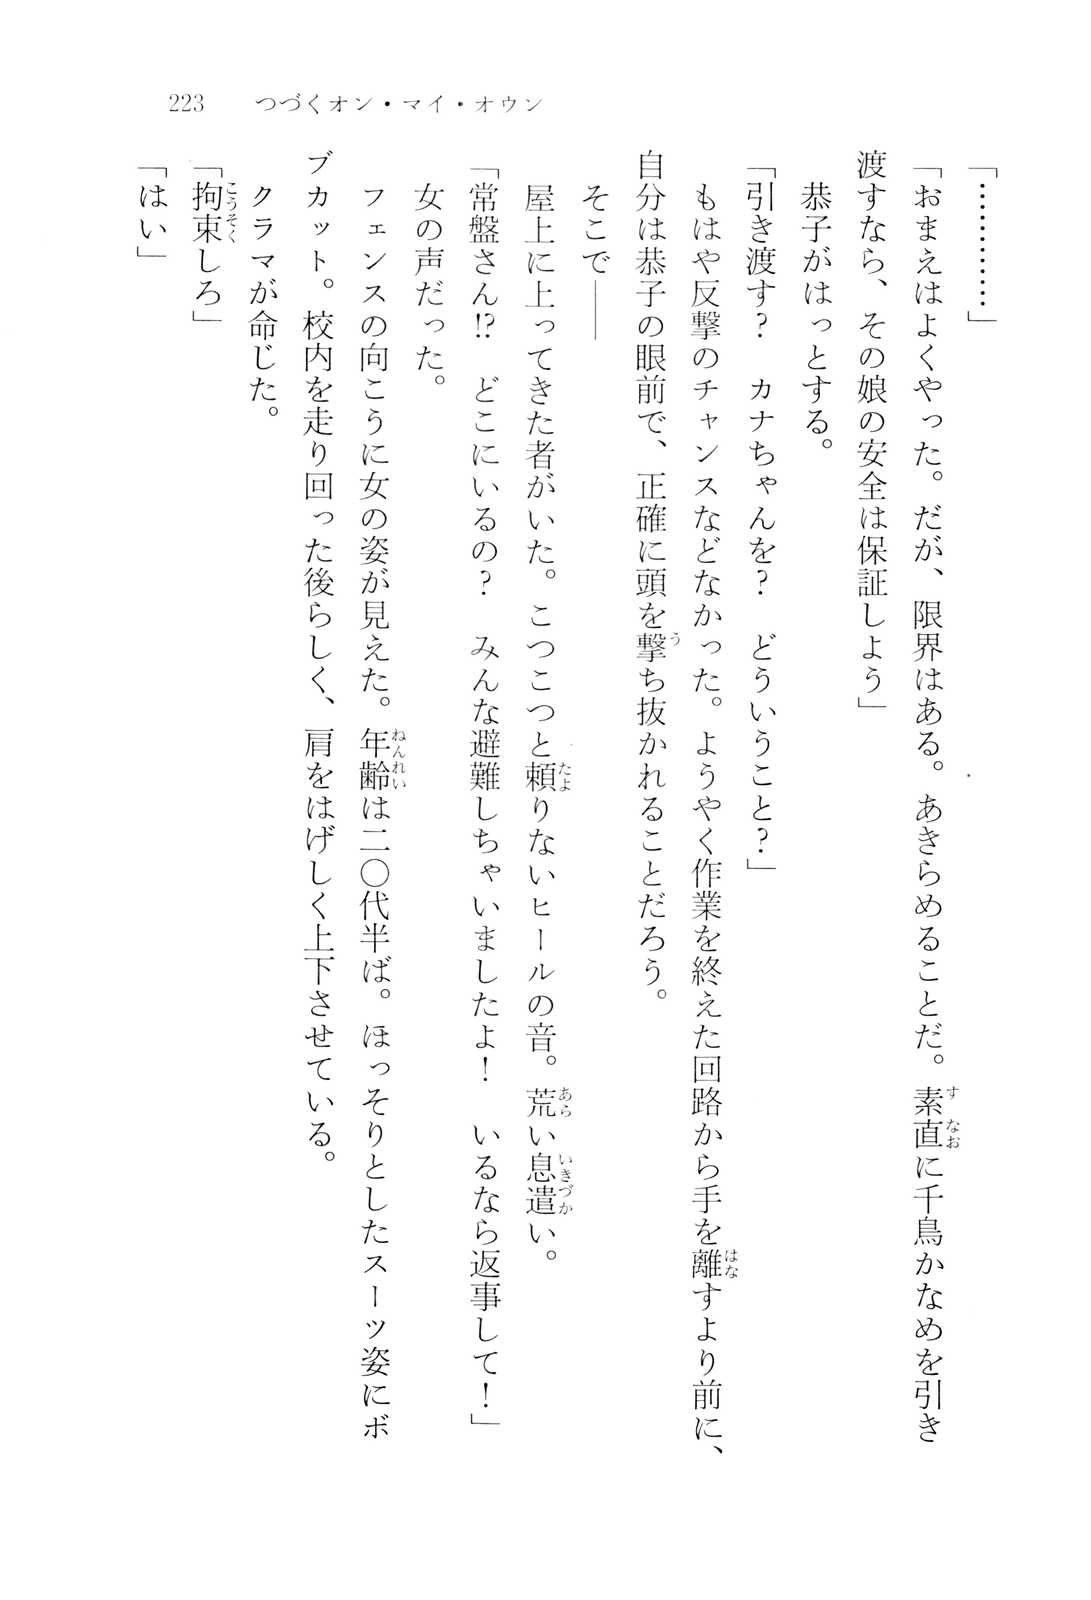 223　つづくオン・マイ・オウン
「…………」
「おまえはよくやった。だが、限界はある。あきらめることだ。素直に千鳥かなめを引き
渡すなら、その娘の安全は保証しよう」
　恭子がはっとする。
「引き渡す？　カナちゃんを？　どういうこと？」
　もはや反撃のチャンスなどなかった。ようやく作業を終えた回路から手を離すより前に、
自分は恭子の眼前で、正確に頭を撃ち抜かれることだろう。
　そこで――
　屋上に上ってきた者がいた。こつこつと頼りないヒールの音。荒い息遣い。
「常盤さん!?　どこにいるの？　みんな避難しちゃいましたよ！　いるなら返事して！」
　女の声だった。
　フェンスの向こうに女の姿が見えた。年齢は二〇代半ば。ほっそりとしたスーツ姿にボ
ブカット。校内を走り回った後らしく、肩をはげしく上下させている。
　クラマが命じた。
「拘束しろ」
「はい」